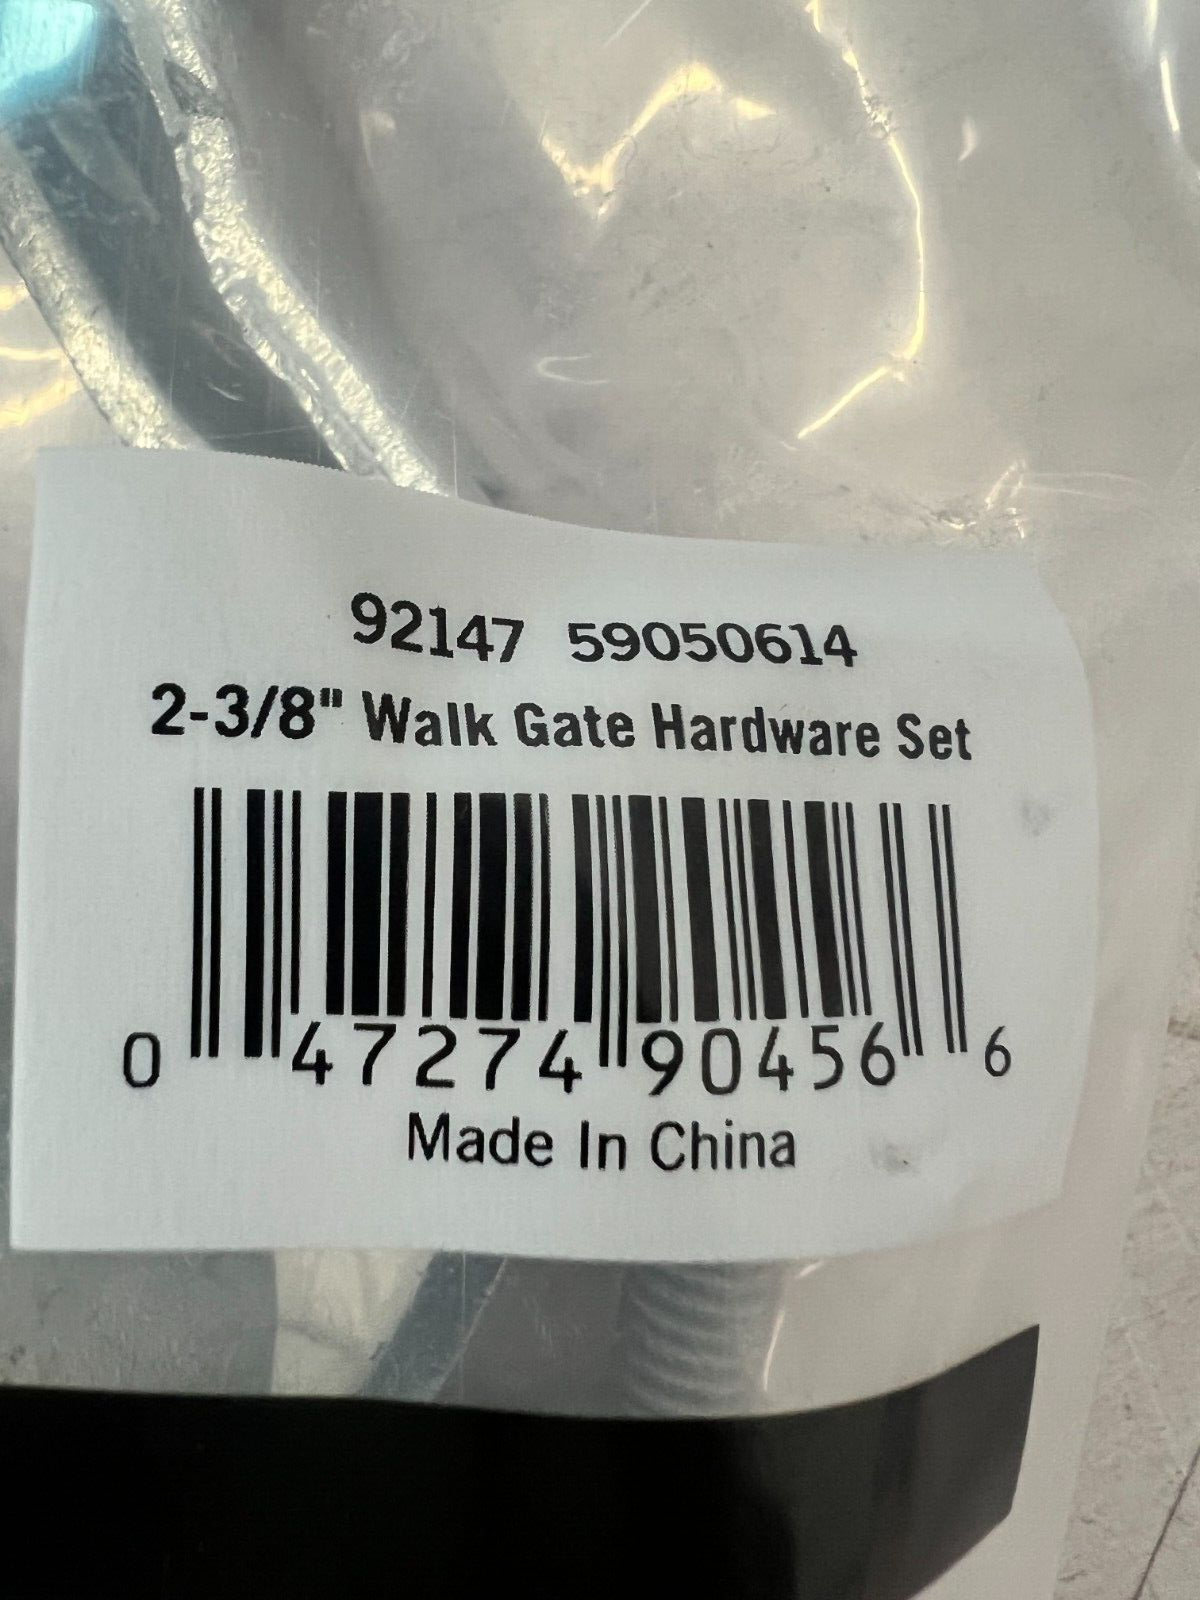 92147 59050614
2-3/8" Walk Gate Hardware Set
0 47274 90456 6
Made In China